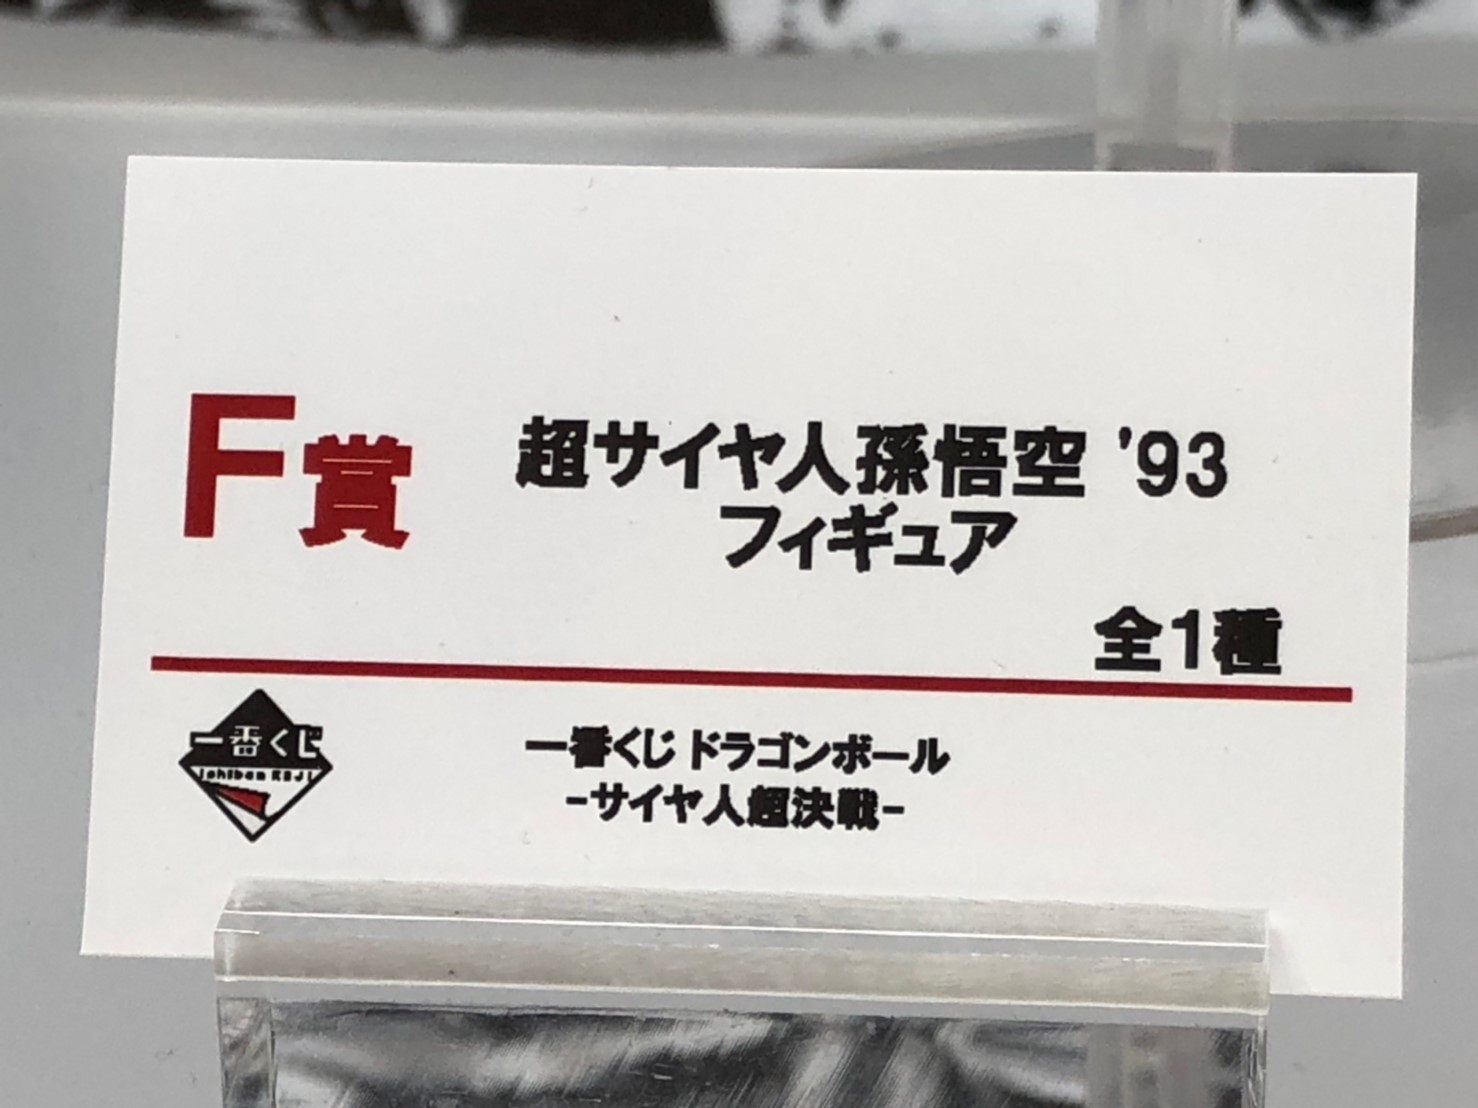 F賞
超サイヤ人孫悟空 '93
フィギュア
全1種
一番くじ
Ichiban KUJI
一番くじ ドラゴンボール
-サイヤ人超決戦-